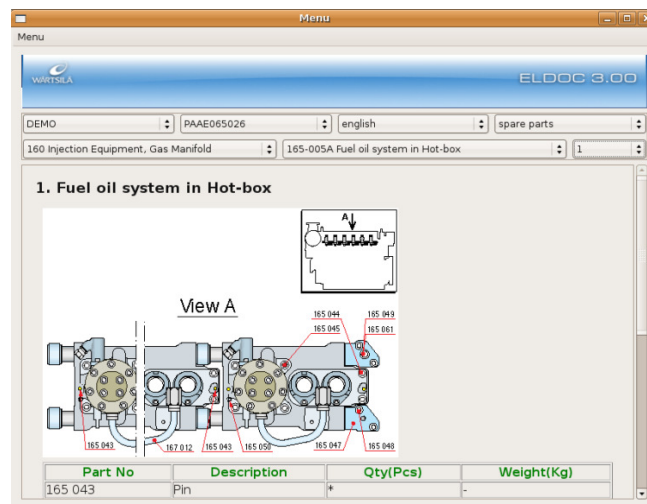 Menu
Menu
WÄRTSILÄ
ELDOC 3.00
DEMO PAAE065026 english spare parts
160 Injection Equipment, Gas Manifold 165-005A Fuel oil system in Hot-box 1
1. Fuel oil system in Hot-box
A
View A
165 044 165 049
165 045 165 061
165 043 167 012 165 043 165 050 165 047 165 048
Part No Description Qty(Pcs) Weight(Kg)
165 043 Pin * -